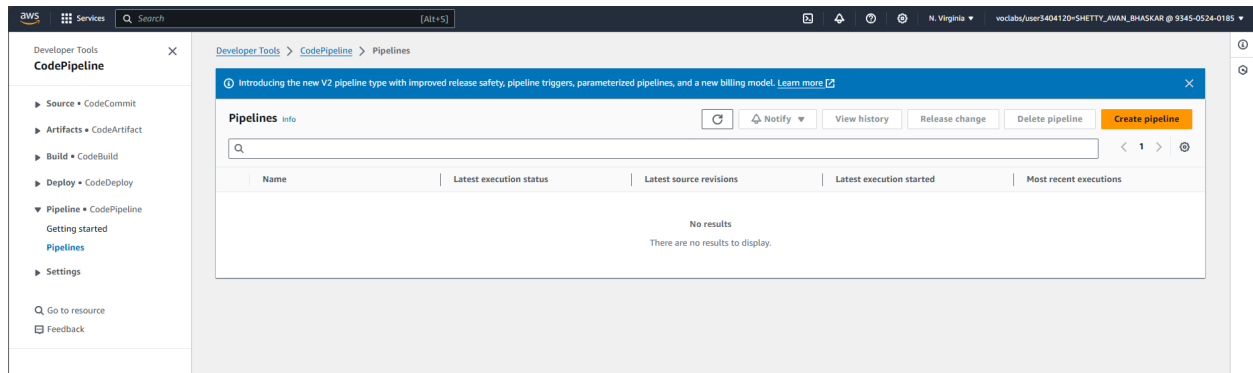 aws Services Search [Alt+S] N. Virginia ▼ voclabs/user3404120=SHETTY_AVAN_BHASKAR @ 9345-0524-0185 ▼
Developer Tools
CodePipeline
Source • CodeCommit
Artifacts • CodeArtifact
Build • CodeBuild
Deploy • CodeDeploy
Pipeline • CodePipeline
Getting started
Pipelines
Settings
Go to resource
Feedback
Developer Tools > CodePipeline > Pipelines
Introducing the new V2 pipeline type with improved release safety, pipeline triggers, parameterized pipelines, and a new billing model. Learn more
Pipelines Info Notify ▼ View history Release change Delete pipeline Create pipeline
< 1 >
Name Latest execution status Latest source revisions Latest execution started Most recent executions
No results
There are no results to display.